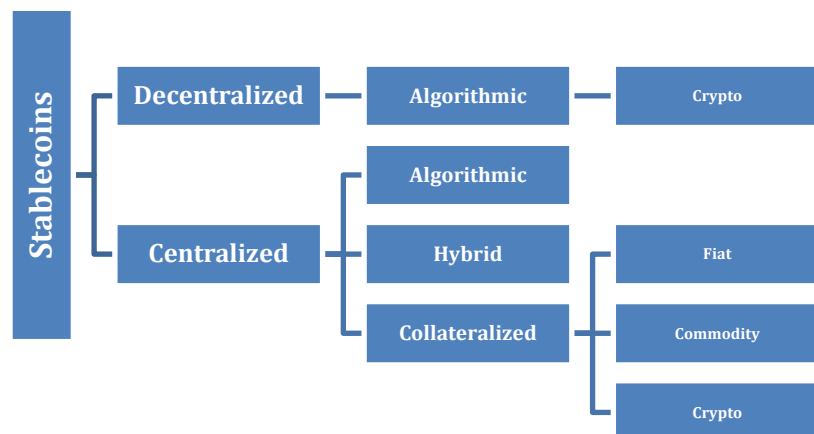 Stablecoins
Decentralized
Algorithmic
Crypto
Algorithmic
Centralized
Hybrid
Fiat
Collateralized
Commodity
Crypto